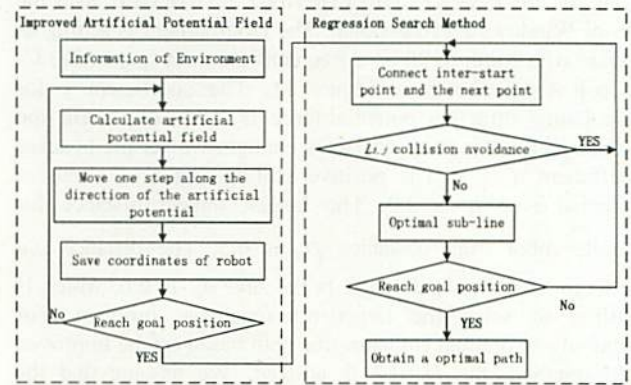 Improved Artificial Potential Field
Information of Environment
Calculate artificial
potential field
Move one step along the
direction of the artificial
potential
Save coordinates of robot
No
Reach goal position
YES
Regression Search Method
Connect inter-start
point and the next point
Li,j collision avoidance
YES
No
Optimal sub-line
Reach goal position
No
YES
Obtain a optimal path